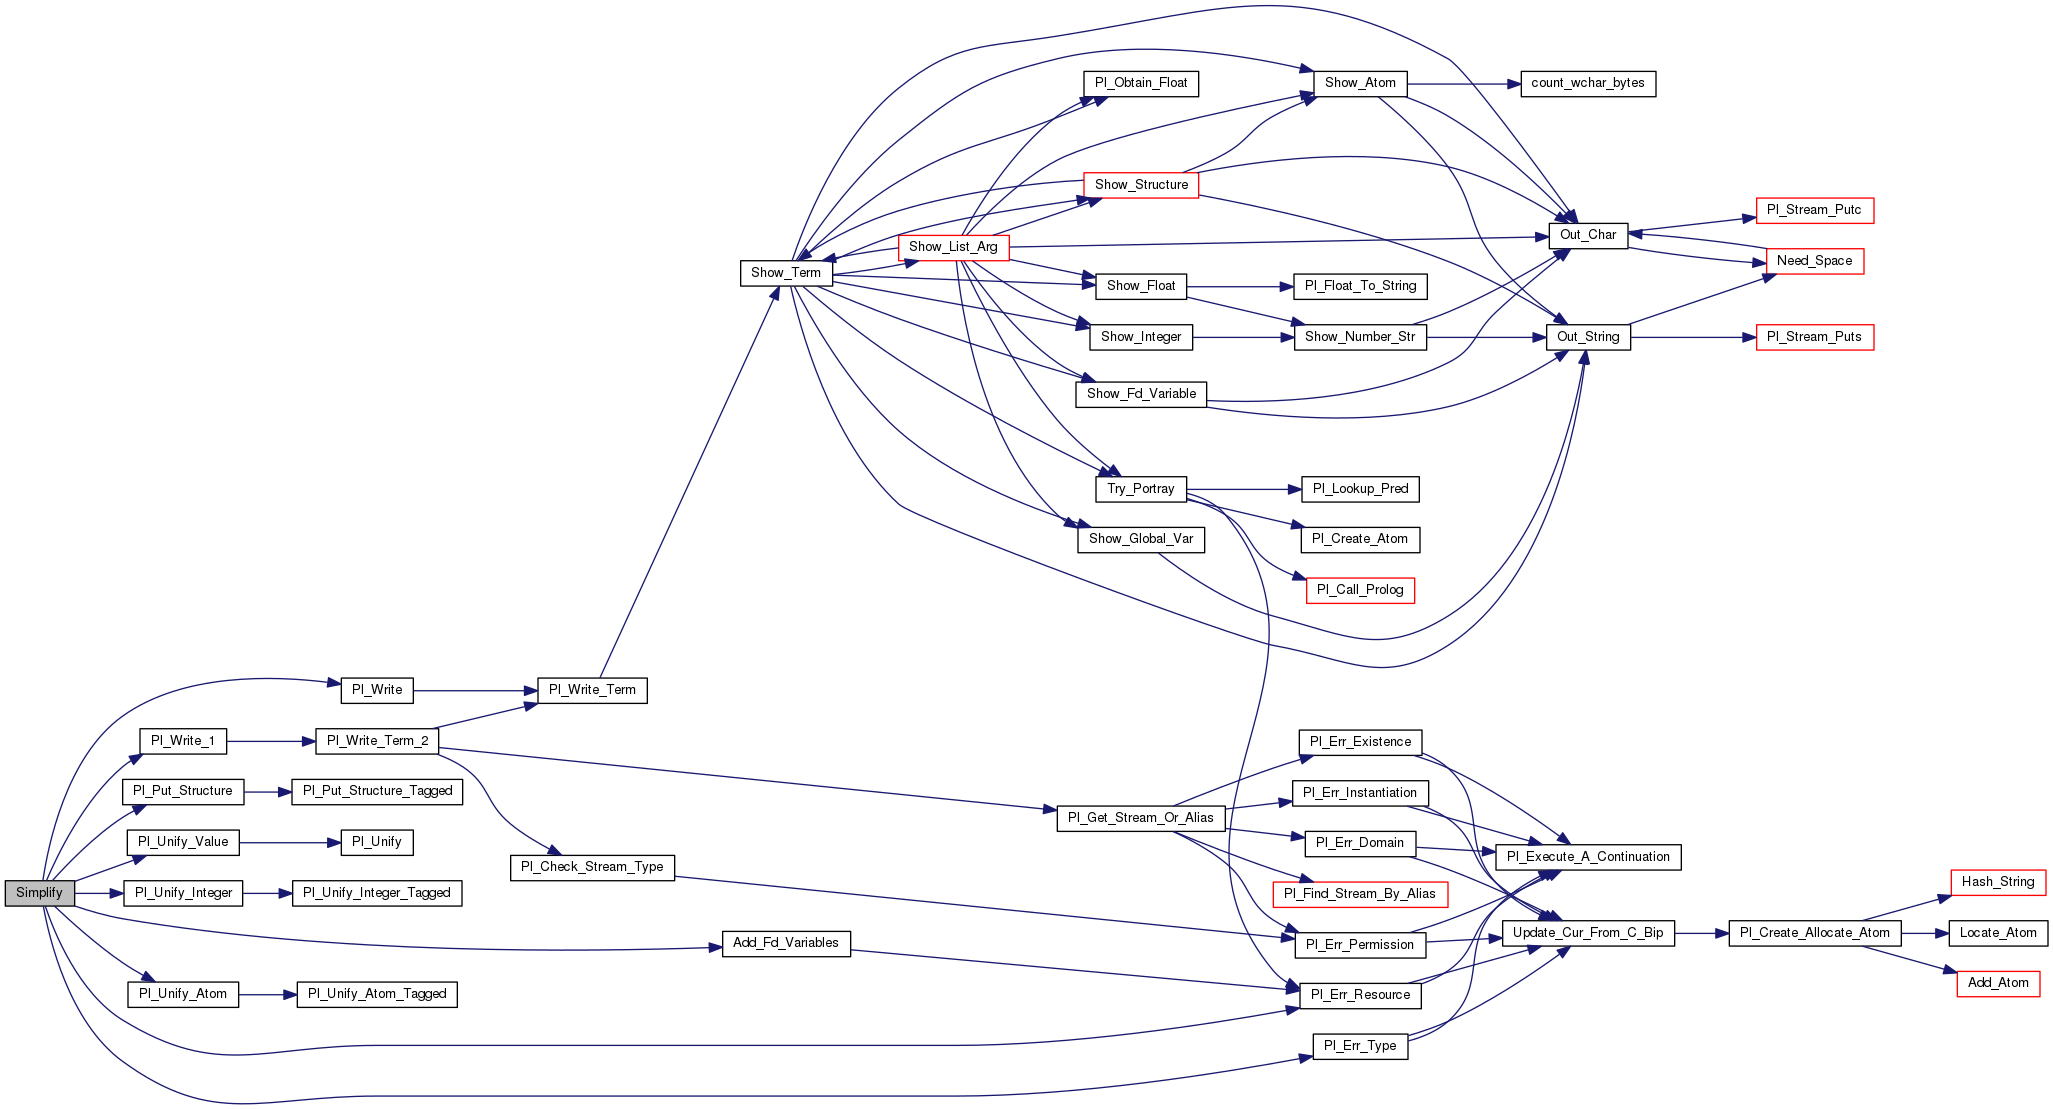 Pl_Obtain_Float
Show_Atom
count_wchar_bytes
Show_Structure
Pl_Stream_Putc
Show_List_Arg
Out_Char
Need_Space
Show_Term
Show_Float
Pl_Float_To_String
Show_Integer
Show_Number_Str
Out_String
Pl_Stream_Puts
Show_Fd_Variable
Try_Portray
Pl_Lookup_Pred
Show_Global_Var
Pl_Create_Atom
Pl_Call_Prolog
Pl_Write
Pl_Write_Term
Pl_Write_1
Pl_Write_Term_2
Pl_Err_Existence
Pl_Put_Structure
Pl_Put_Structure_Tagged
Pl_Get_Stream_Or_Alias
Pl_Err_Instantiation
Pl_Unify_Value
Pl_Unify
Pl_Err_Domain
Pl_Check_Stream_Type
Pl_Execute_A_Continuation
Simplify
Pl_Unify_Integer
Pl_Unify_Integer_Tagged
Pl_Find_Stream_By_Alias
Hash_String
Add_Fd_Variables
Pl_Err_Permission
Update_Cur_From_C_Bip
Pl_Create_Allocate_Atom
Locate_Atom
Pl_Unify_Atom
Pl_Unify_Atom_Tagged
Pl_Err_Resource
Add_Atom
Pl_Err_Type